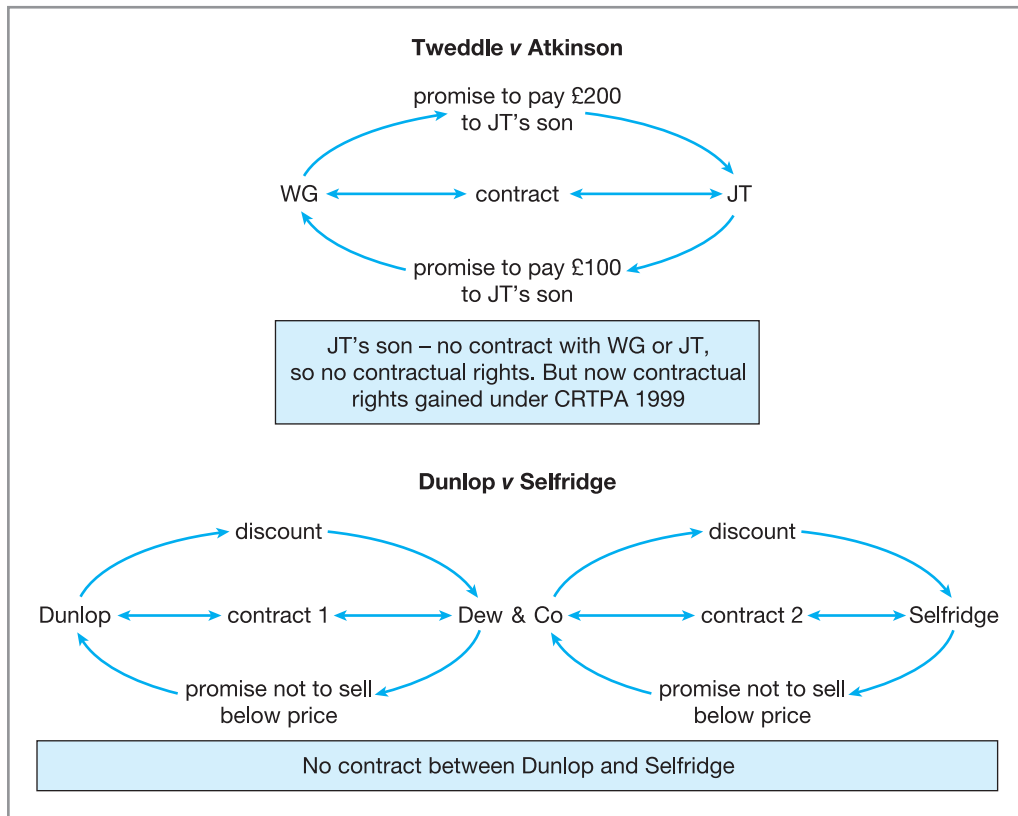 Tweddle v Atkinson
promise to pay £200
to JT's son
WG
contract
JT
promise to pay £100
to JT's son
JT's son – no contract with WG or JT,
so no contractual rights. But now contractual
rights gained under CRTPA 1999
Dunlop v Selfridge
discount
discount
Dunlop
contract 1
Dew & Co
contract 2
Selfridge
promise not to sell
below price
promise not to sell
below price
No contract between Dunlop and Selfridge